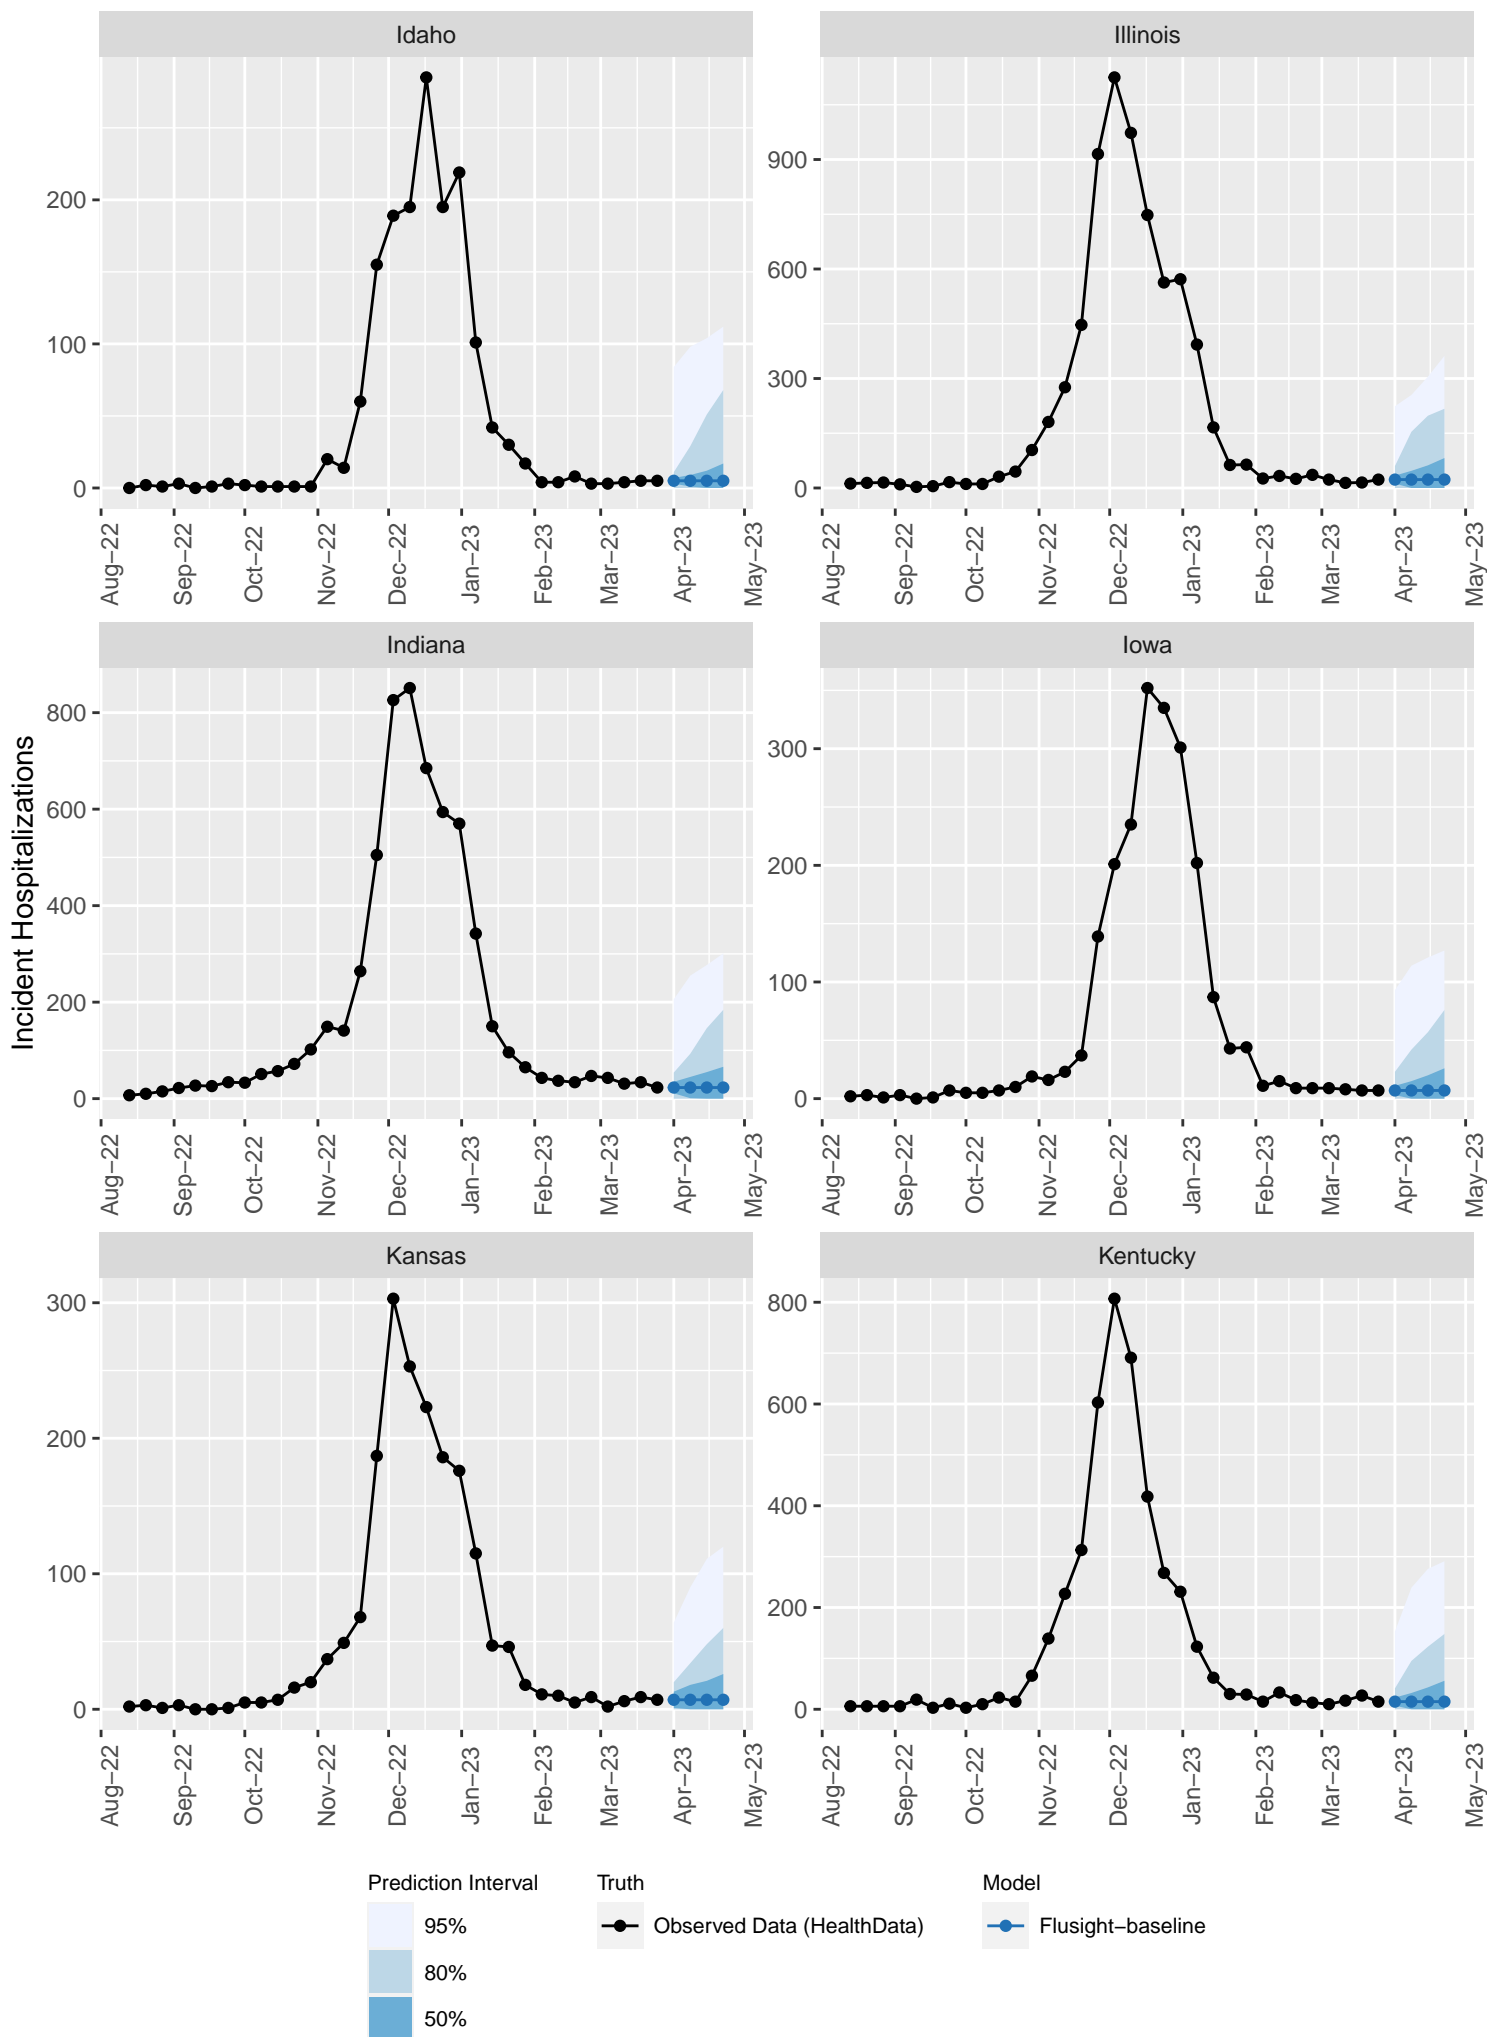 Idaho
Illinois
200
100
0
900
600
300
0
Aug−22
Sep−22
Oct−22
Nov−22
Dec−22
Jan−23
Feb−23
Mar−23
Apr−23
May−23
Aug−22
Sep−22
Oct−22
Nov−22
Dec−22
Jan−23
Feb−23
Mar−23
Apr−23
May−23
Incident Hospitalizations
Indiana
Iowa
800
600
400
200
0
300
200
100
0
Aug−22
Sep−22
Oct−22
Nov−22
Dec−22
Jan−23
Feb−23
Mar−23
Apr−23
May−23
Aug−22
Sep−22
Oct−22
Nov−22
Dec−22
Jan−23
Feb−23
Mar−23
Apr−23
May−23
Kansas
Kentucky
300
200
100
0
800
600
400
200
0
Aug−22
Sep−22
Oct−22
Nov−22
Dec−22
Jan−23
Feb−23
Mar−23
Apr−23
May−23
Aug−22
Sep−22
Oct−22
Nov−22
Dec−22
Jan−23
Feb−23
Mar−23
Apr−23
May−23
Prediction Interval
95%
80%
50%
Truth
Observed Data (HealthData)
Model
Flusight−baseline